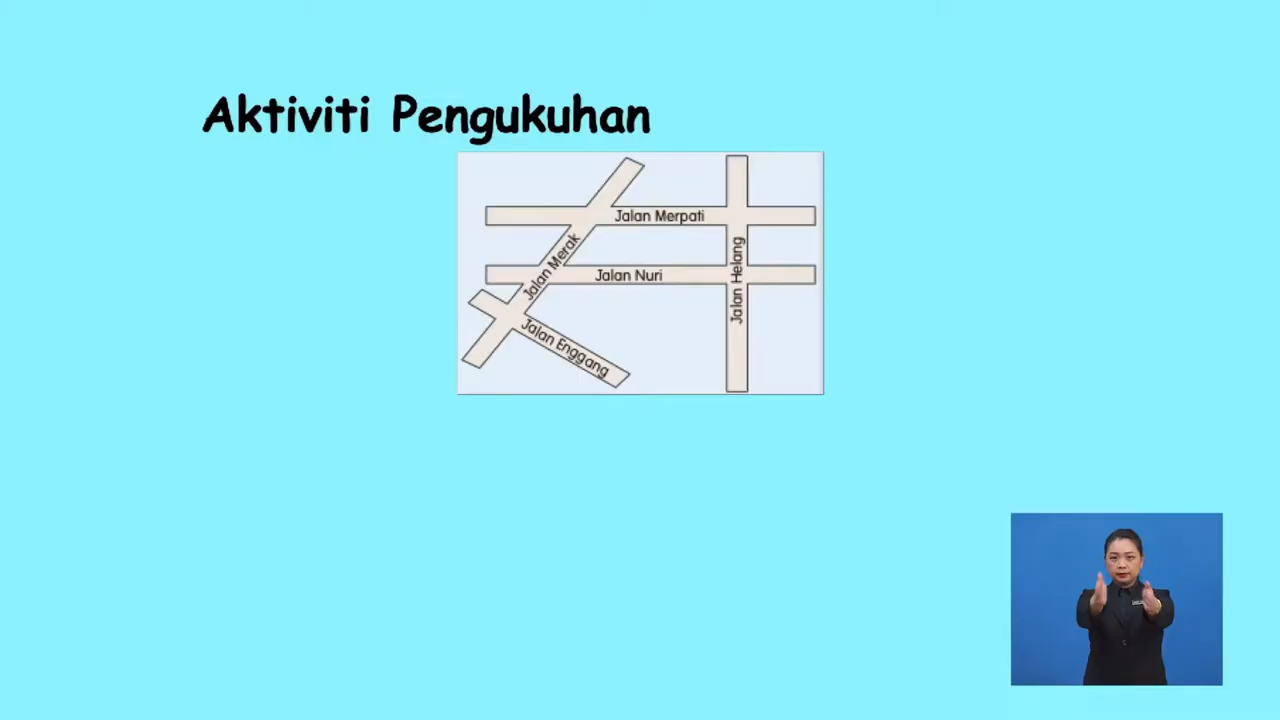 Aktiviti Pengukuhan
Jalan Merpati
Jalan Merak
Jalan Helang
Jalan Nuri
Jalan Enggang